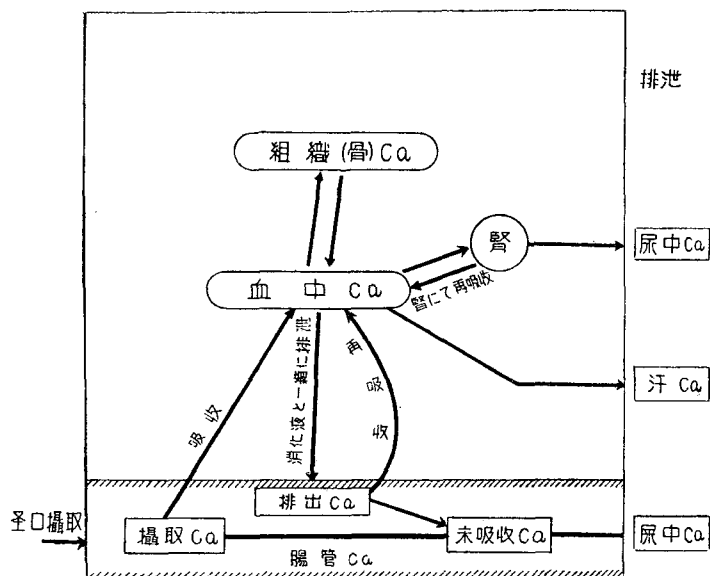 排泄
組織(骨)Ca
腎
尿中Ca
血中Ca
腎にて再吸収
消化液と一緒に排泄
再吸収
吸収
汗Ca
排出Ca
圣口攝取
攝取Ca
未吸収Ca
尿中Ca
腸管Ca